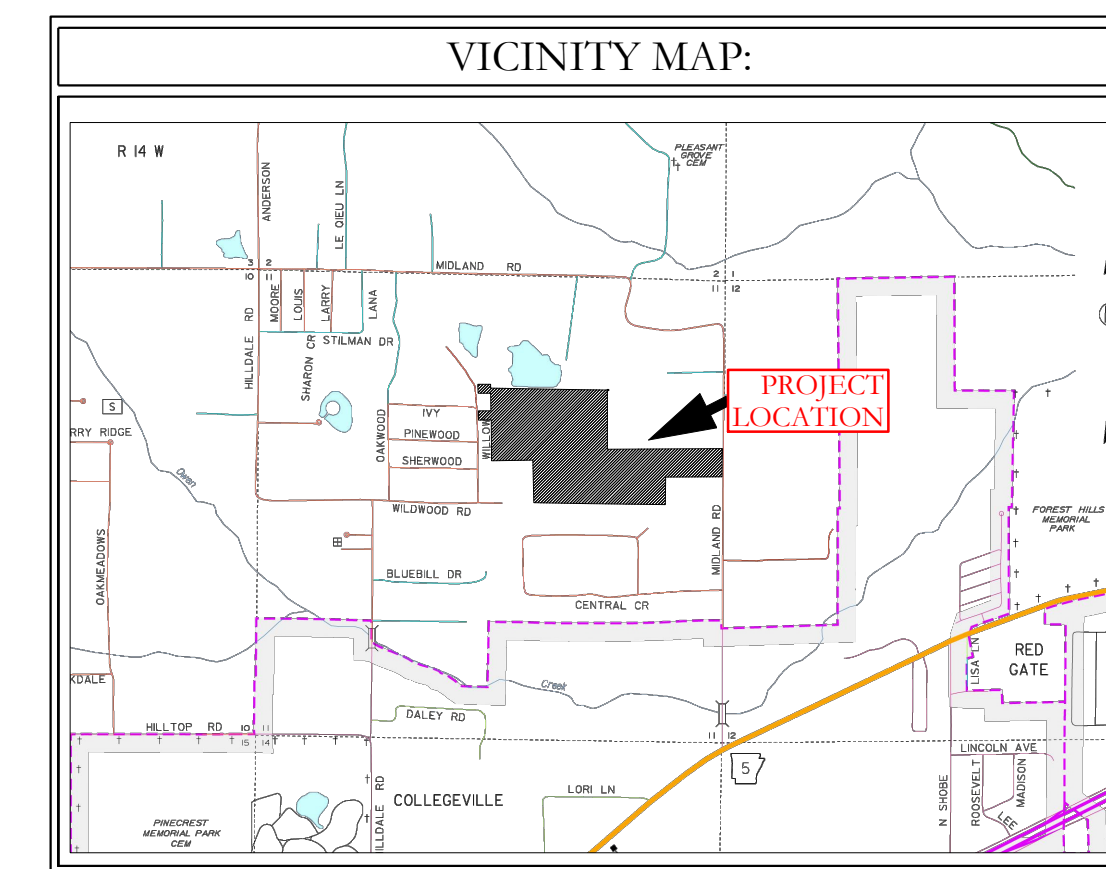 VICINITY MAP:
R 14 W
PLEASANT
GROVE
CEM
ANDERSON
LE QIEU LN
MIDLAND RD
3 2
10 11
2 1
11 12
MOORE
LOUIS
LARRY
LANA
HILLDALE RD
SHARON CR
STILMAN DR
PROJECT
LOCATION
S
RRY RIDGE
OAKWOOD
IVY
PINEWOOD
SHERWOOD
WILLOW
WILDWOOD RD
Owen
OAKMEADOWS
MIDLAND RD
FOREST HILLS
MEMORIAL
PARK
BLUEBILL DR
CENTRAL CR
RED
GATE
LISA LN
KDALE
Creek
DALEY RD
HILLTOP RD
10 11
15 14
11 12
5
LINCOLN AVE
N SHOBE
ROOSEVELT
MADISON
LEE
LORI LN
COLLEGEVILLE
ILLDALE RD
PINECREST
MEMORIAL PARK
CEM